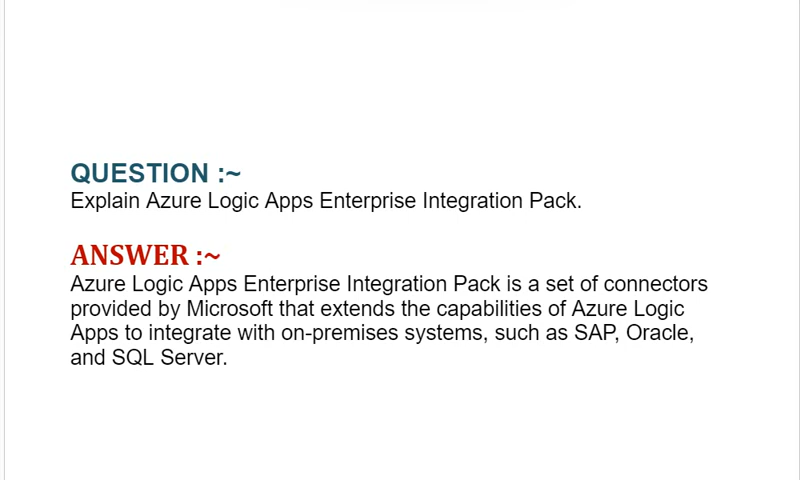 QUESTION :~
Explain Azure Logic Apps Enterprise Integration Pack.
ANSWER :~
Azure Logic Apps Enterprise Integration Pack is a set of connectors
provided by Microsoft that extends the capabilities of Azure Logic
Apps to integrate with on-premises systems, such as SAP, Oracle,
and SQL Server.